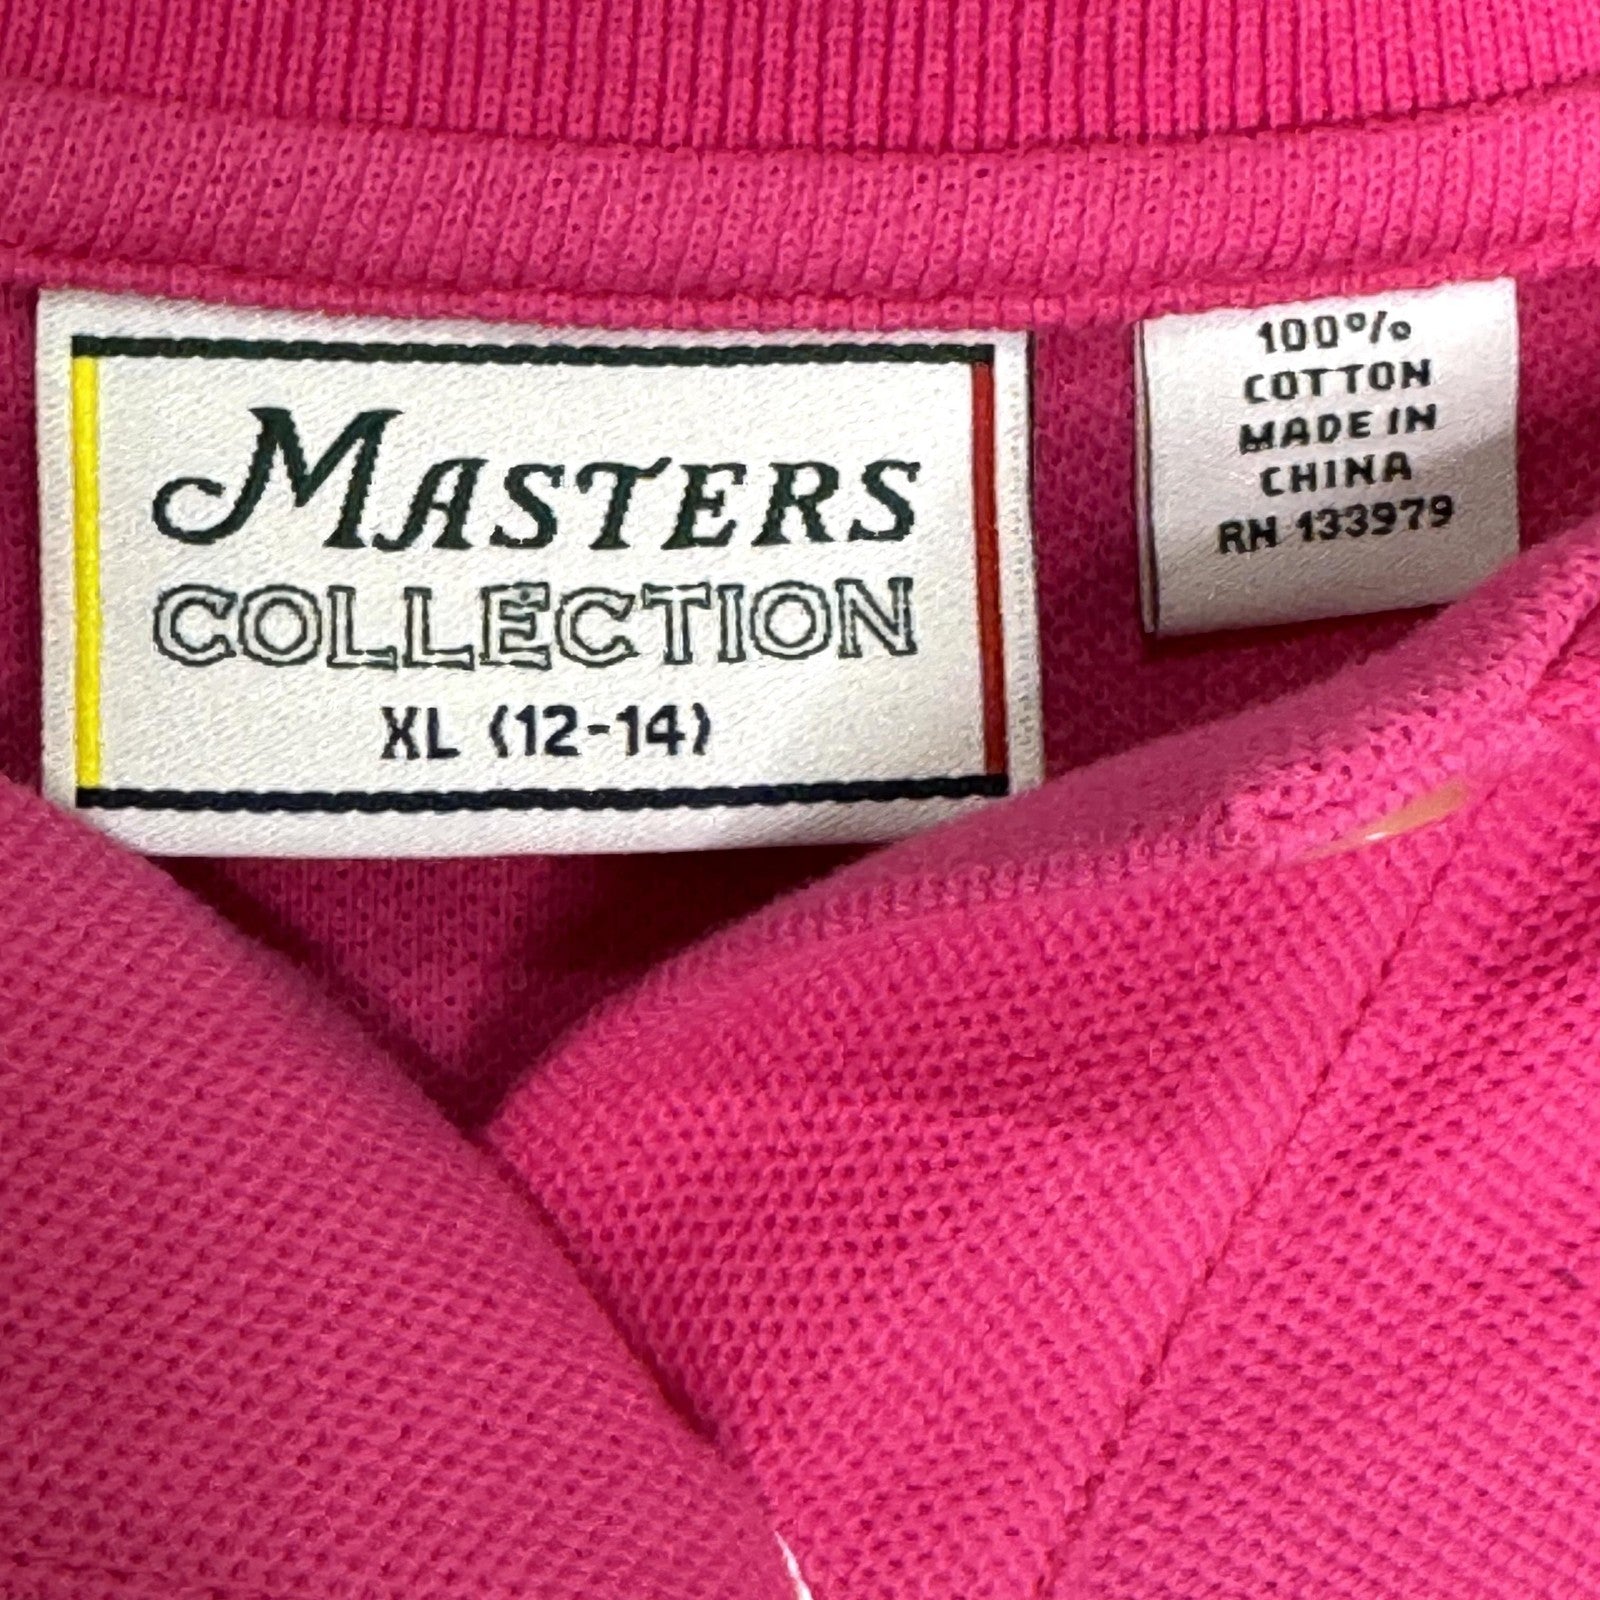 MASTERS
COLLECTION
XL (12-14)
100%
COTTON
MADE IN
CHINA
RN 133979